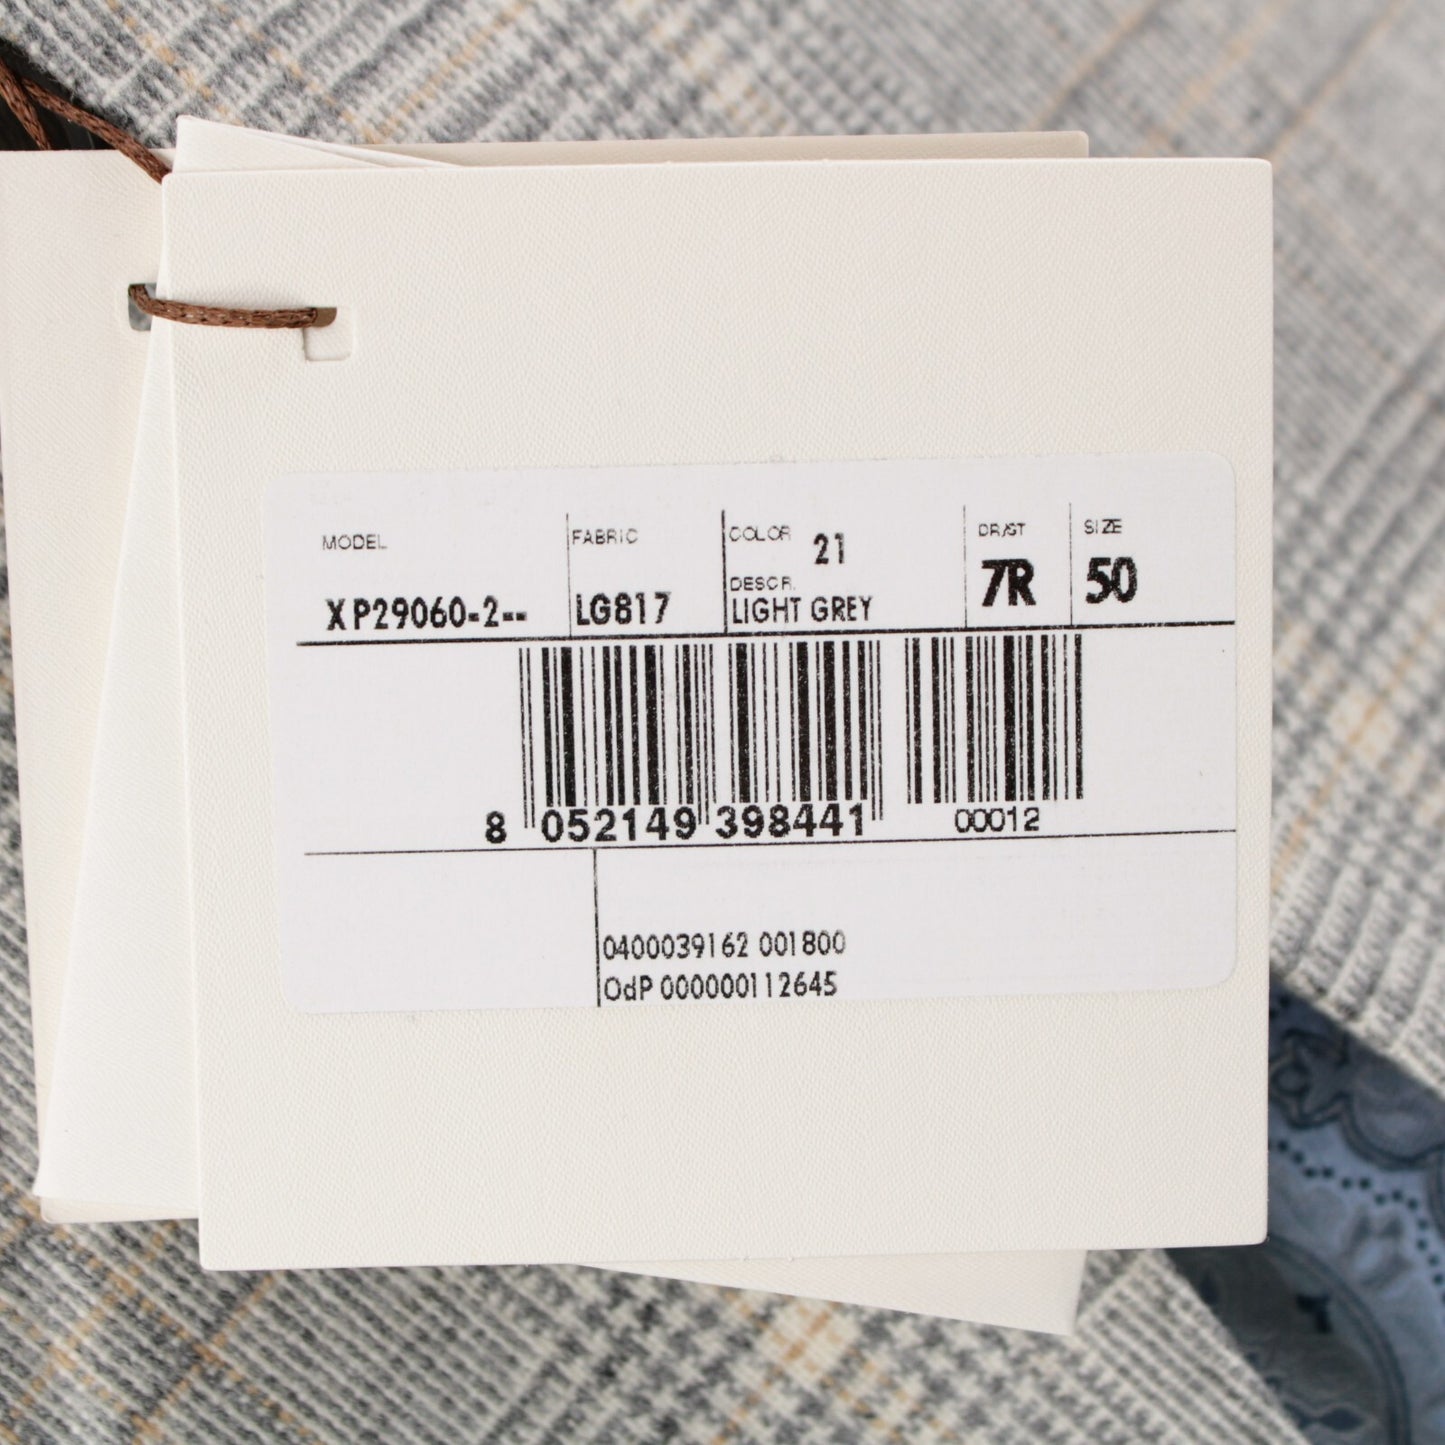 MODEL FABRIC COLOR 21 DR/ST SIZE
DESCR. 7R 50
XP29060-2-- LG817 LIGHT GREY
8 052149 398441 00012
0400039162 001800
OdP 000000112645